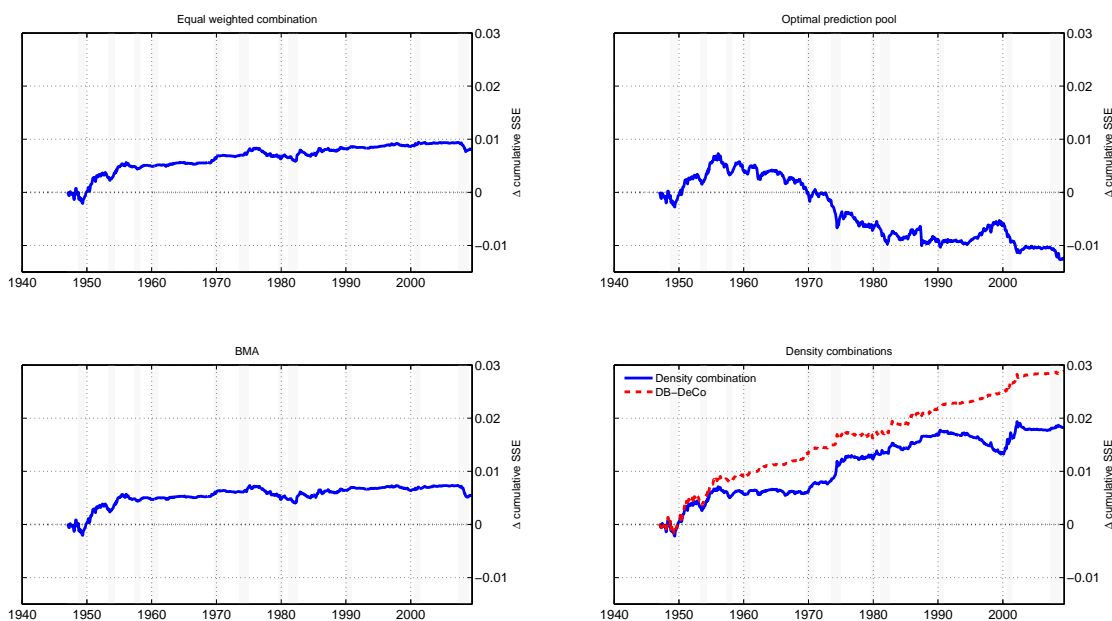 Equal weighted combination
0.03
0.02
0.01
0
−0.01
Δ cumulative SSE
1940 1950 1960 1970 1980 1990 2000
Optimal prediction pool
0.03
0.02
0.01
0
−0.01
Δ cumulative SSE
1940 1950 1960 1970 1980 1990 2000
BMA
0.03
0.02
0.01
0
−0.01
Δ cumulative SSE
1940 1950 1960 1970 1980 1990 2000
Density combinations
Density combination
DB−DeCo
0.03
0.02
0.01
0
−0.01
Δ cumulative SSE
1940 1950 1960 1970 1980 1990 2000